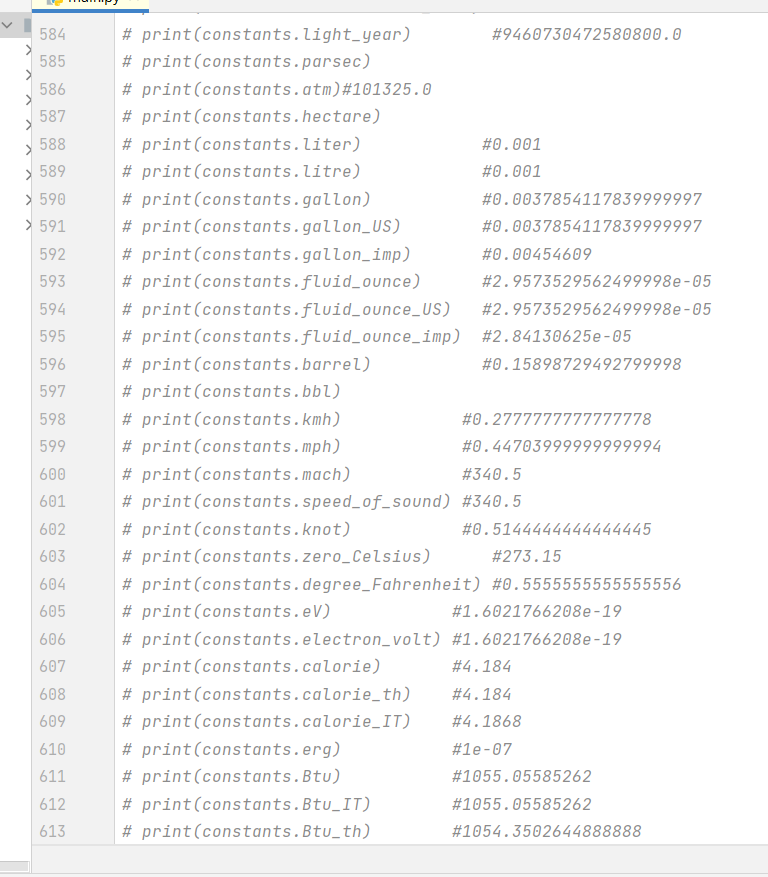 584 # print(constants.light_year) #9460730472580800.0
585 # print(constants.parsec)
586 # print(constants.atm)#101325.0
587 # print(constants.hectare)
588 # print(constants.liter) #0.001
589 # print(constants.litre) #0.001
590 # print(constants.gallon) #0.0037854117839999997
591 # print(constants.gallon_US) #0.0037854117839999997
592 # print(constants.gallon_imp) #0.00454609
593 # print(constants.fluid_ounce) #2.9573529562499998e-05
594 # print(constants.fluid_ounce_US) #2.9573529562499998e-05
595 # print(constants.fluid_ounce_imp) #2.84130625e-05
596 # print(constants.barrel) #0.15898729492799998
597 # print(constants.bbl)
598 # print(constants.kmh) #0.2777777777777778
599 # print(constants.mph) #0.44703999999999994
600 # print(constants.mach) #340.5
601 # print(constants.speed_of_sound) #340.5
602 # print(constants.knot) #0.5144444444444445
603 # print(constants.zero_Celsius) #273.15
604 # print(constants.degree_Fahrenheit) #0.5555555555555556
605 # print(constants.eV) #1.6021766208e-19
606 # print(constants.electron_volt) #1.6021766208e-19
607 # print(constants.calorie) #4.184
608 # print(constants.calorie_th) #4.184
609 # print(constants.calorie_IT) #4.1868
610 # print(constants.erg) #1e-07
611 # print(constants.Btu) #1055.05585262
612 # print(constants.Btu_IT) #1055.05585262
613 # print(constants.Btu_th) #1054.3502644888888